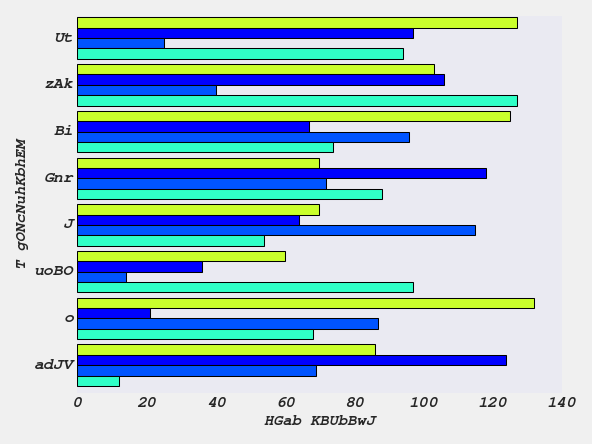 Ut
zAk
Bi
Gnr
J
uoBO
o
adJV
T gONcNuhKbhEM
0 20 40 60 80 100 120 140
HGab KBUbBwJ